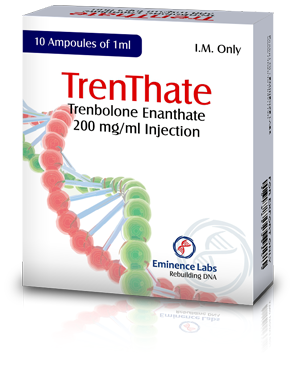 10 Ampoules of 1ml
I.M. Only
TrenThate
Trenbolone Enanthate
200 mg/ml Injection
Eminence Labs
Rebuilding DNA